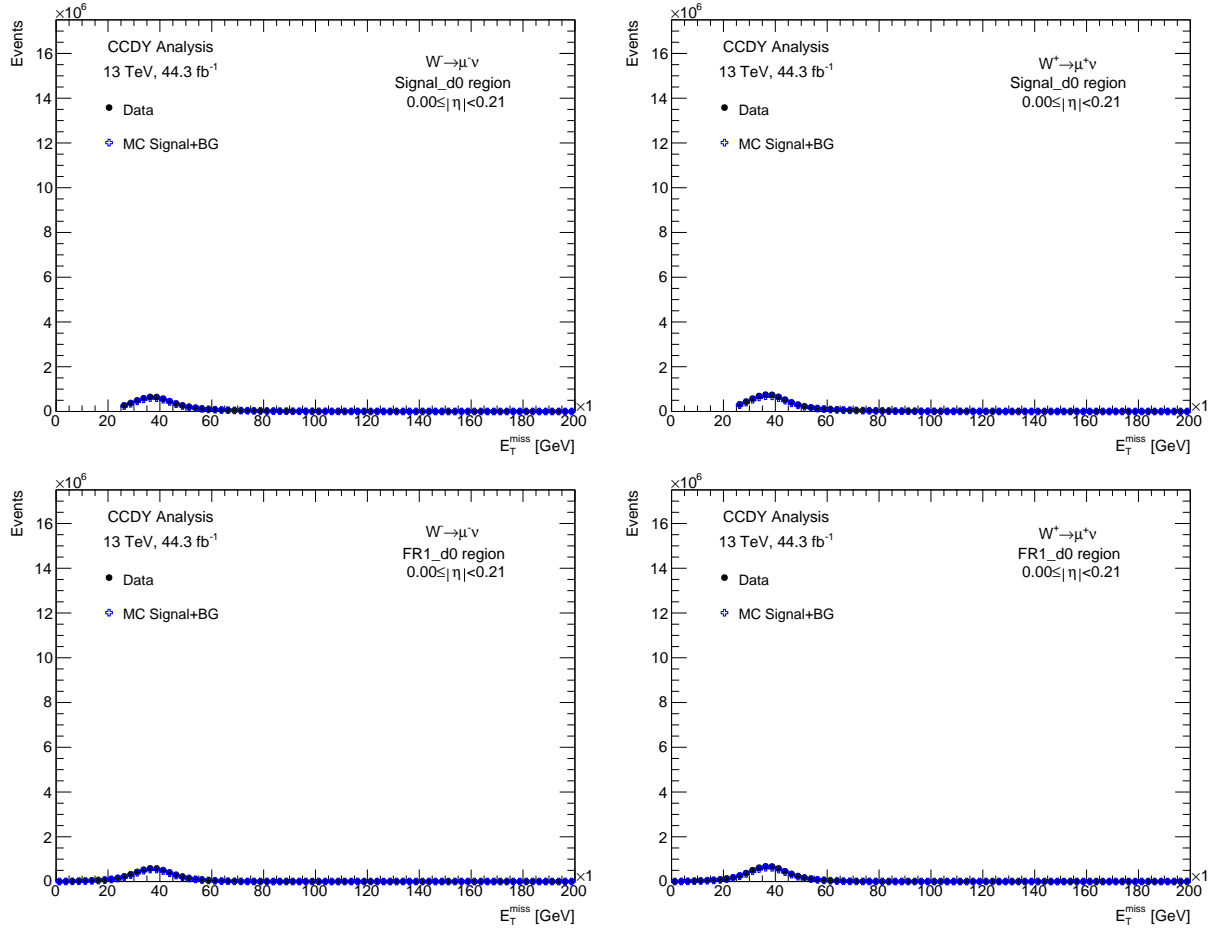 ×10⁶
Events
16
14
12
10
8
6
4
2
0
CCDY Analysis
13 TeV, 44.3 fb⁻¹
Data
MC Signal+BG
W⁻→μ⁻ν
Signal_d0 region
0.00≤|η|<0.21
0 20 40 60 80 100 120 140 160 180 200
×1
E_T^miss [GeV]
×10⁶
Events
16
14
12
10
8
6
4
2
0
CCDY Analysis
13 TeV, 44.3 fb⁻¹
Data
MC Signal+BG
W⁺→μ⁺ν
Signal_d0 region
0.00≤|η|<0.21
0 20 40 60 80 100 120 140 160 180 200
×1
E_T^miss [GeV]
×10⁶
Events
16
14
12
10
8
6
4
2
0
CCDY Analysis
13 TeV, 44.3 fb⁻¹
Data
MC Signal+BG
W⁻→μ⁻ν
FR1_d0 region
0.00≤|η|<0.21
0 20 40 60 80 100 120 140 160 180 200
×1
E_T^miss [GeV]
×10⁶
Events
16
14
12
10
8
6
4
2
0
CCDY Analysis
13 TeV, 44.3 fb⁻¹
Data
MC Signal+BG
W⁺→μ⁺ν
FR1_d0 region
0.00≤|η|<0.21
0 20 40 60 80 100 120 140 160 180 200
×1
E_T^miss [GeV]